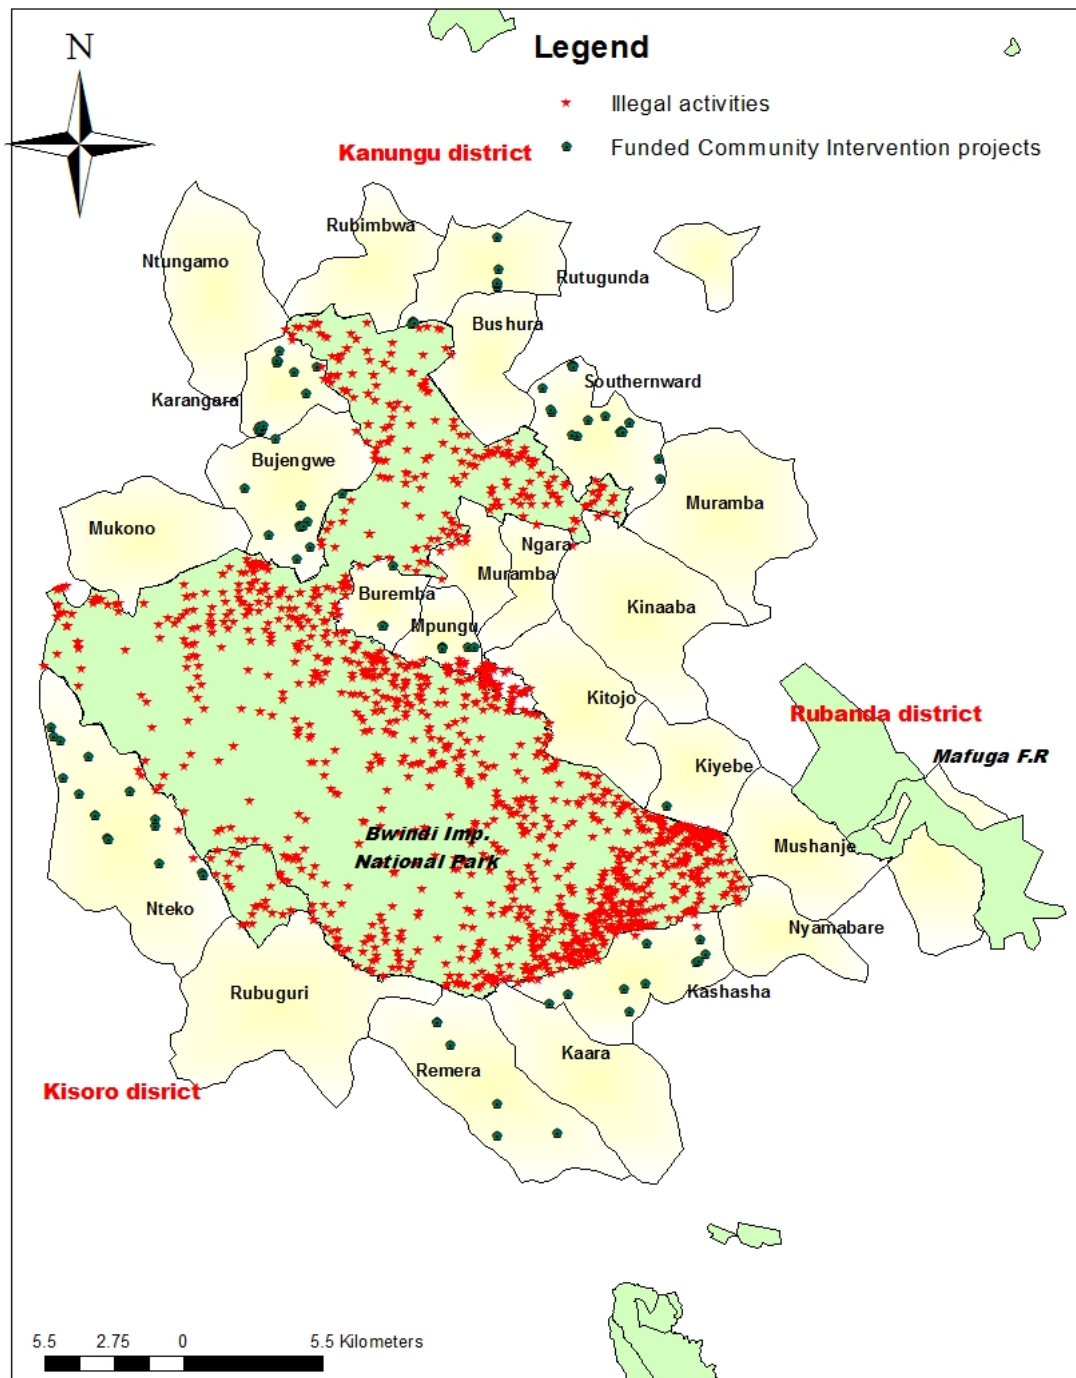 N
Legend
Illegal activities
Funded Community Intervention projects
Kanungu district
Rubimbwa
Ntungamo
Rutugunda
Bushura
Southernward
Karangara
Bujengwe
Muramba
Mukono
Ngara
Muramba
Buremba
Kinaaba
Mpungu
Kitojo
Rubanda district
Mafuga F.R
Kiyebe
Bwindi Imp.
National Park
Mushanje
Nteko
Nyamabare
Rubuguri
Kashasha
Kaara
Remera
Kisoro disrict
5.5 2.75 0 5.5 Kilometers